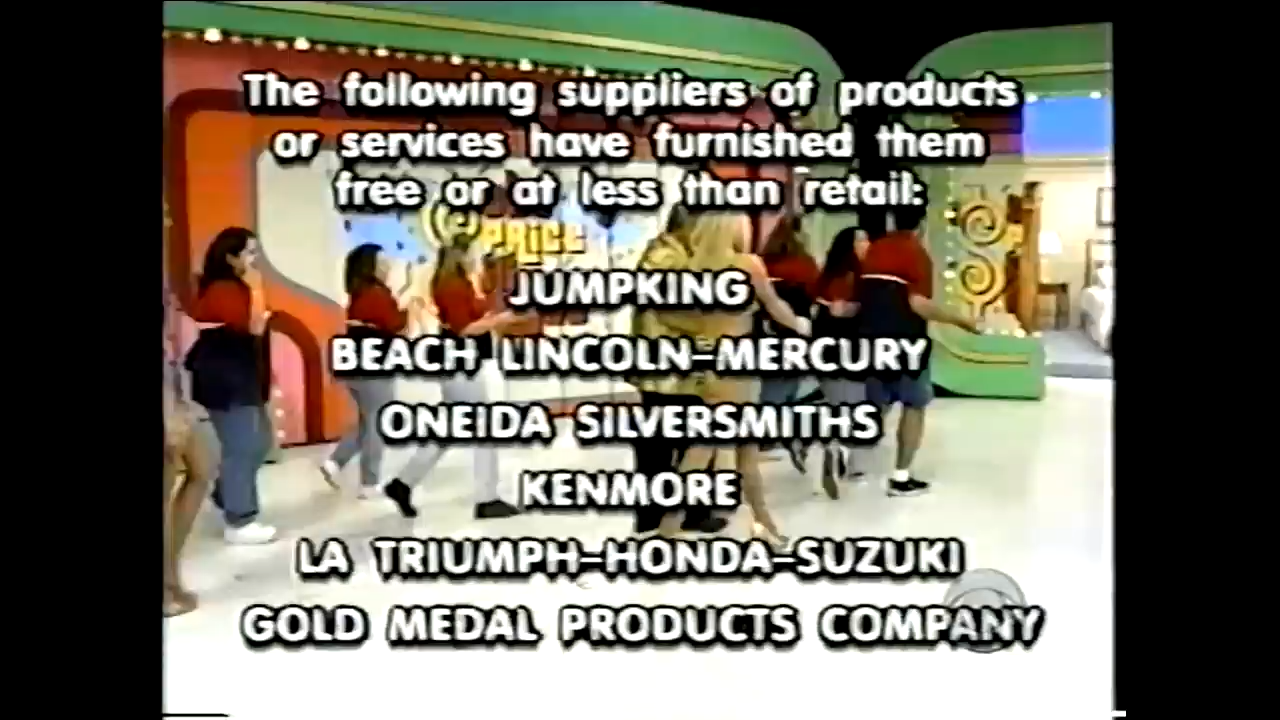 The following suppliers of products
or services have furnished them
free or at less than retail:
PRICE
JUMPKING
BEACH LINCOLN-MERCURY
ONEIDA SILVERSMITHS
KENMORE
LA TRIUMPH-HONDA-SUZUKI
GOLD MEDAL PRODUCTS COMPANY